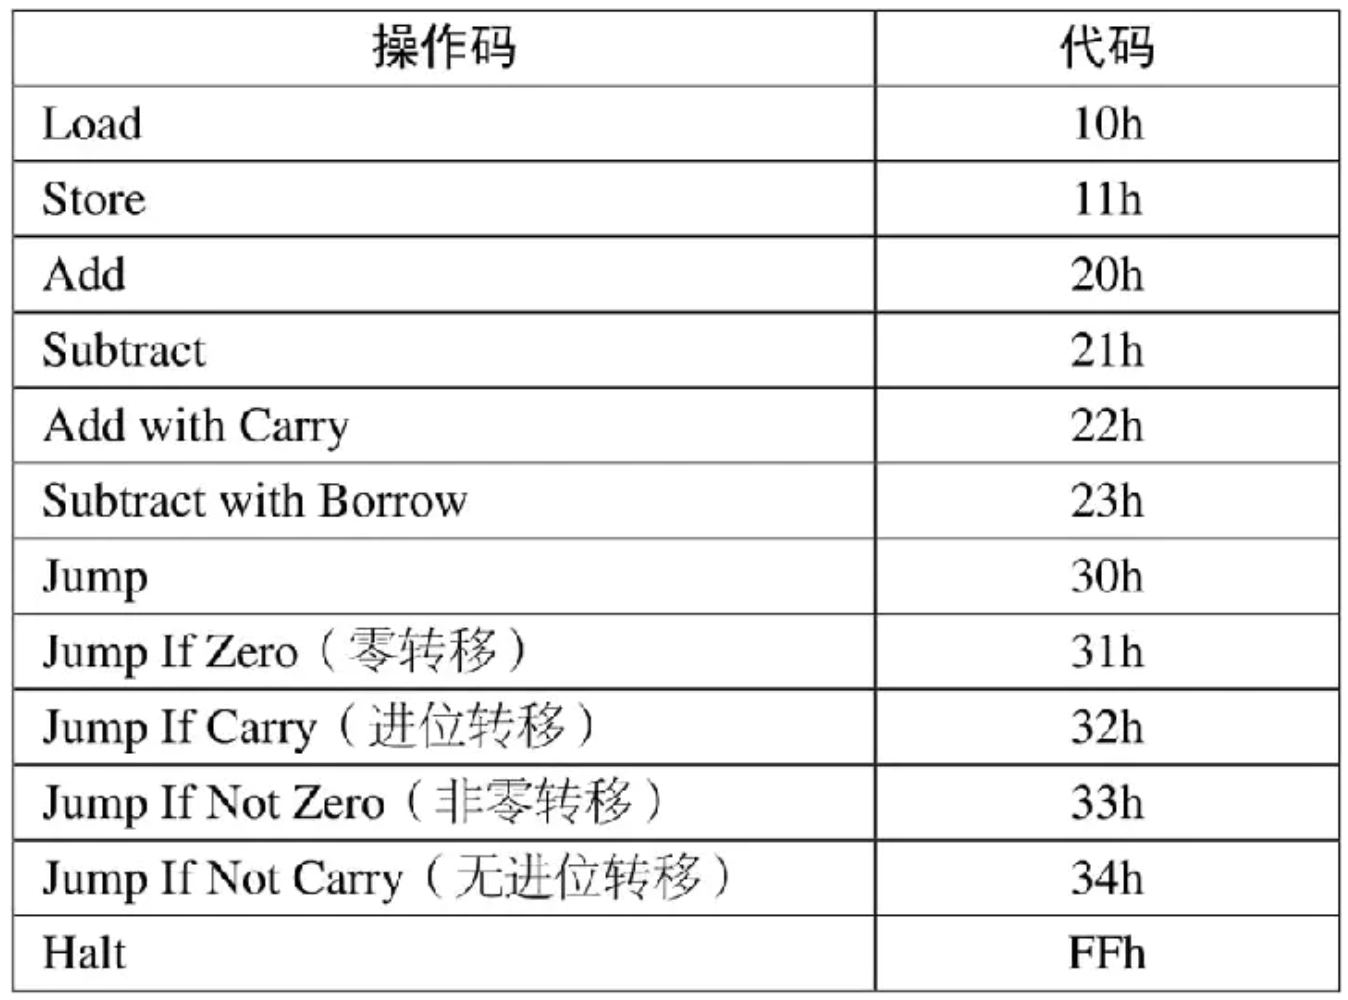 操作码 代码
Load 10h
Store 11h
Add 20h
Subtract 21h
Add with Carry 22h
Subtract with Borrow 23h
Jump 30h
Jump If Zero（零转移） 31h
Jump If Carry（进位转移） 32h
Jump If Not Zero（非零转移） 33h
Jump If Not Carry（无进位转移） 34h
Halt FFh